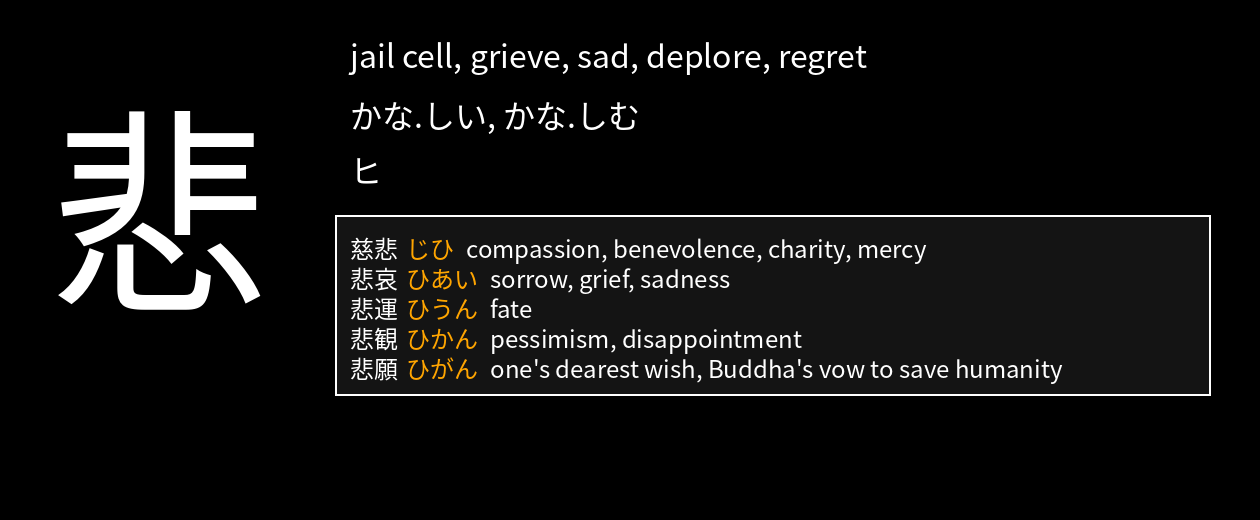 悲
jail cell, grieve, sad, deplore, regret
かな.しい, かな.しむ
ヒ
慈悲 じひ compassion, benevolence, charity, mercy
悲哀 ひあい sorrow, grief, sadness
悲運 ひうん fate
悲観 ひかん pessimism, disappointment
悲願 ひがん one's dearest wish, Buddha's vow to save humanity